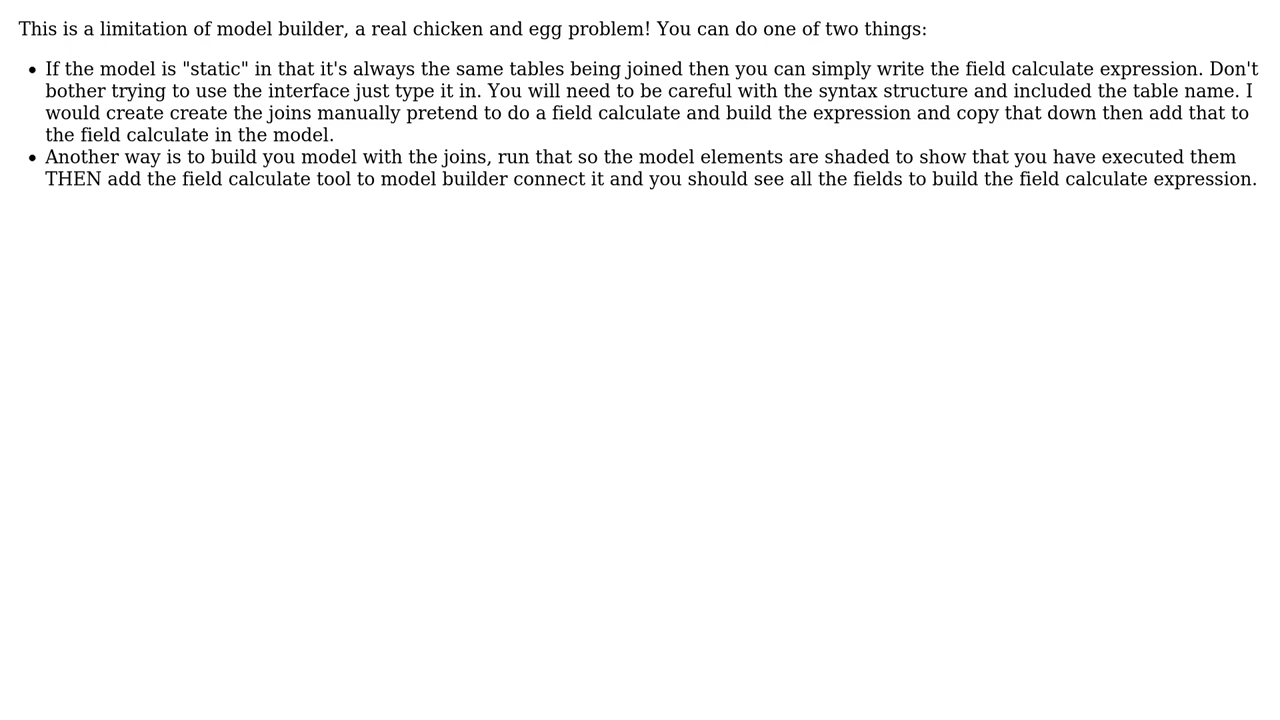 This is a limitation of model builder, a real chicken and egg problem! You can do one of two things:
• If the model is "static" in that it's always the same tables being joined then you can simply write the field calculate expression. Don't
bother trying to use the interface just type it in. You will need to be careful with the syntax structure and included the table name. I
would create create the joins manually pretend to do a field calculate and build the expression and copy that down then add that to
the field calculate in the model.
• Another way is to build you model with the joins, run that so the model elements are shaded to show that you have executed them
THEN add the field calculate tool to model builder connect it and you should see all the fields to build the field calculate expression.